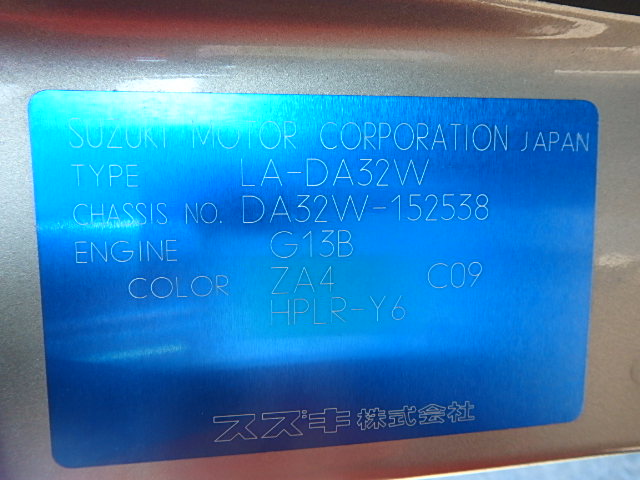 SUZUKI MOTOR CORPORATION JAPAN
TYPE LA-DA32W
CHASSIS NO. DA32W-152538
ENGINE G13B
COLOR ZA4 C09
HPLR-Y6
スズキ株式会社